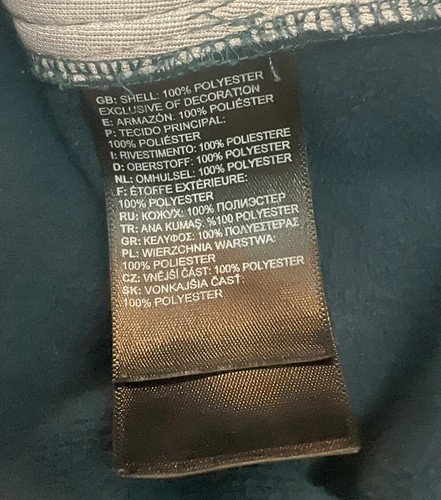 GB: SHELL: 100% POLYESTER
EXCLUSIVE OF DECORATION
E: ARMAZÓN: 100% POLIÉSTER
P: TECIDO PRINCIPAL:
100% POLIÉSTER
I: RIVESTIMENTO: 100% POLIESTERE
D: OBERSTOFF: 100% POLYESTER
NL: OMHULSEL: 100% POLYESTER
F: ÉTOFFE EXTÉRIEURE:
100% POLYESTER
RU: КОЖУХ: 100% ПОЛИЭСТЕР
TR: ANA KUMAŞ: %100 POLYESTER
GR: ΚΕΛΥΦΟΣ: 100% ΠΟΛΥΕΣΤΕΡΑΣ
PL: WIERZCHNIA WARSTWA:
100% POLIESTER
CZ: VNĚJŠÍ ČÁST: 100% POLYESTER
SK: VONKAJŠIA ČASŤ:
100% POLYESTER